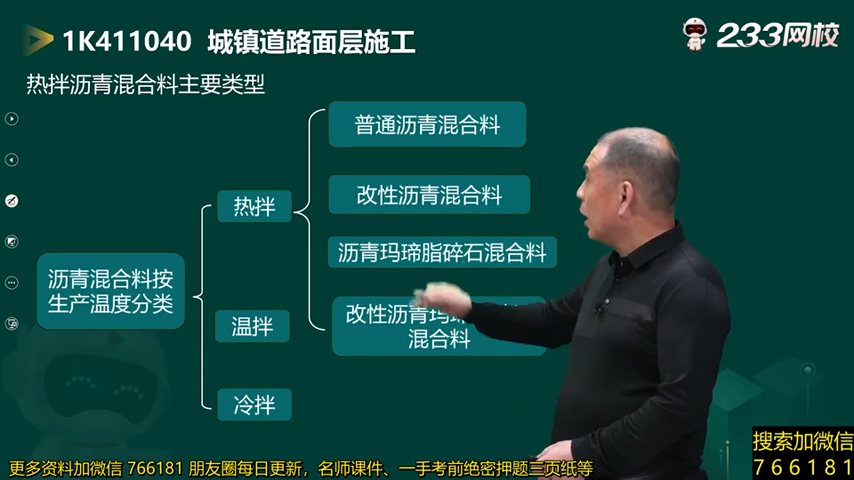 1K411040 城镇道路面层施工
233网校
热拌沥青混合料主要类型
普通沥青混合料
热拌
改性沥青混合料
沥青玛𤧛脂碎石混合料
沥青混合料按
生产温度分类
改性沥青玛
混合料
温拌
冷拌
搜索加微信
766181
更多资料加微信 766181 朋友圈每日更新，名师课件、一手考前绝密押题三页纸等